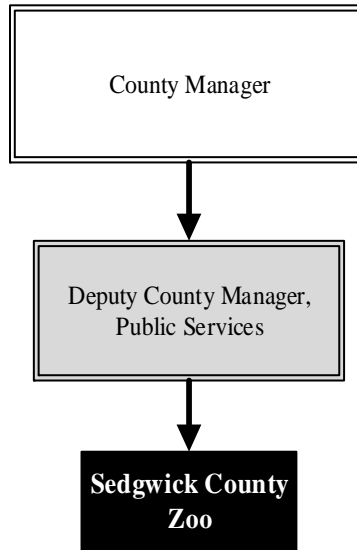 County Manager
Deputy County Manager,
Public Services
Sedgwick County
Zoo